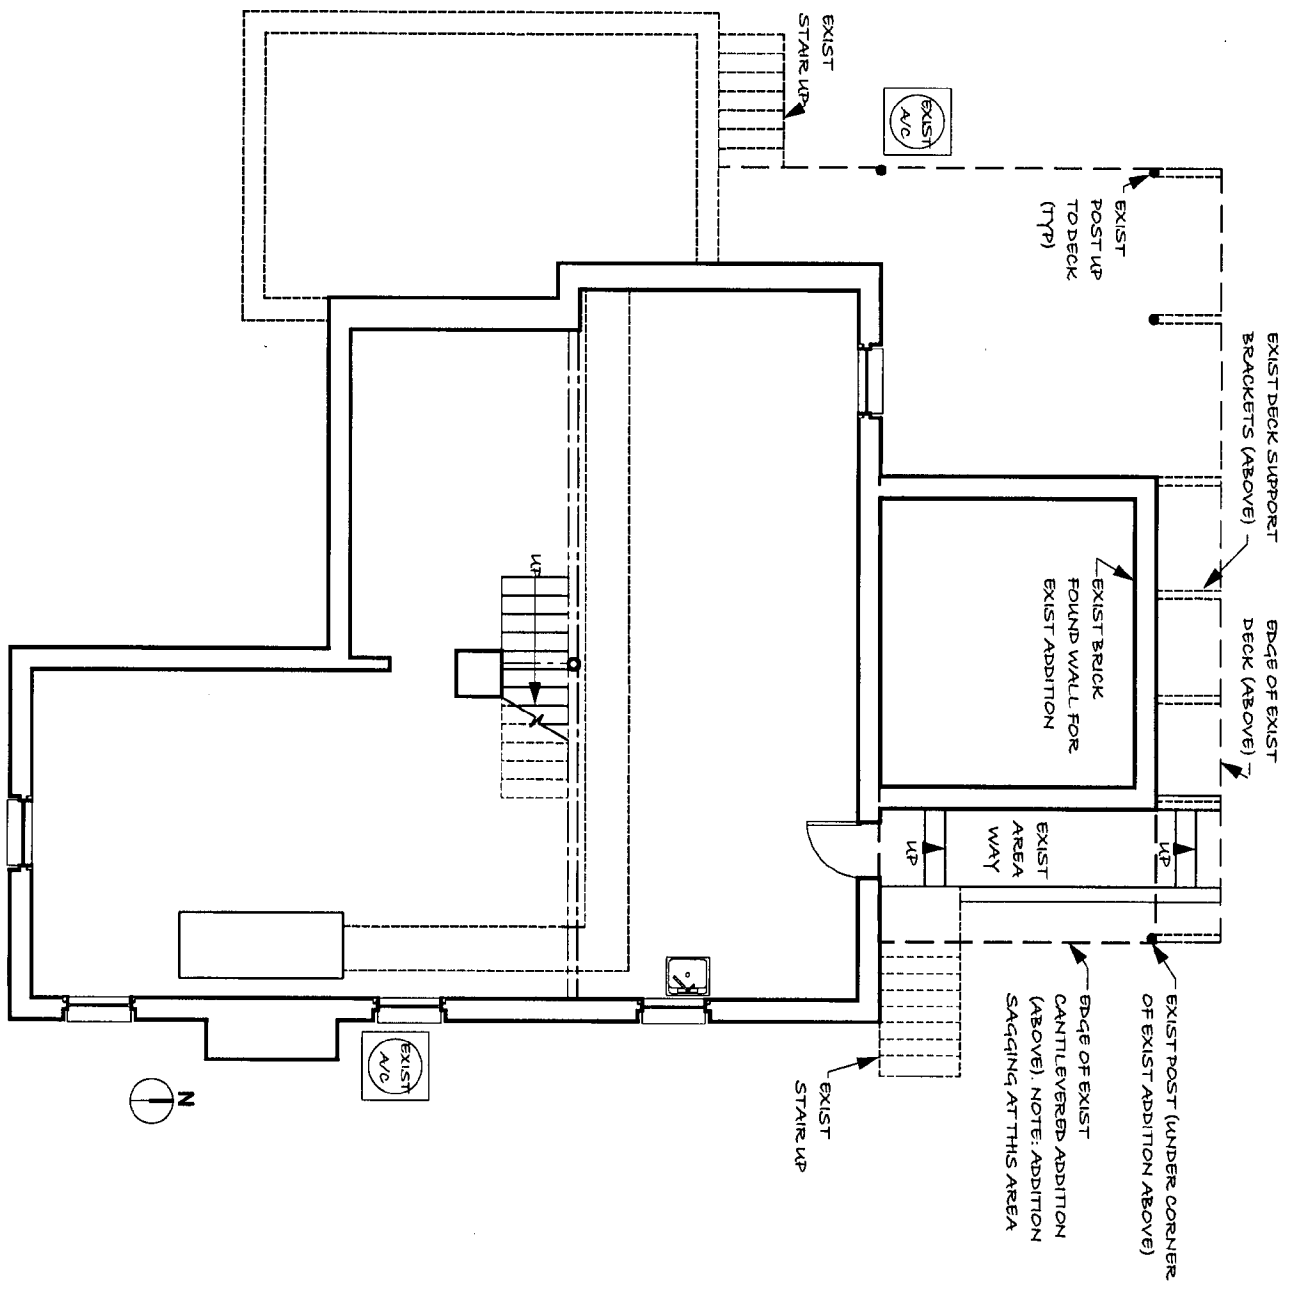 EXIST
STAIR UP
EXIST
A/C
EXIST
POST UP
TO DECK
(TYP)
EXIST DECK SUPPORT
BRACKETS (ABOVE)
EDGE OF EXIST
DECK (ABOVE)
EXIST BRICK
FOUND WALL FOR
EXIST ADDITION
UP
EXIST
AREA
WAY
UP
UP
EXIST POST (UNDER CORNER
OF EXIST ADDITION ABOVE)
EDGE OF EXIST
CANTILEVERED ADDITION
(ABOVE). NOTE: ADDITION
SAGGING AT THIS AREA
EXIST
STAIR UP
EXIST
A/C
N